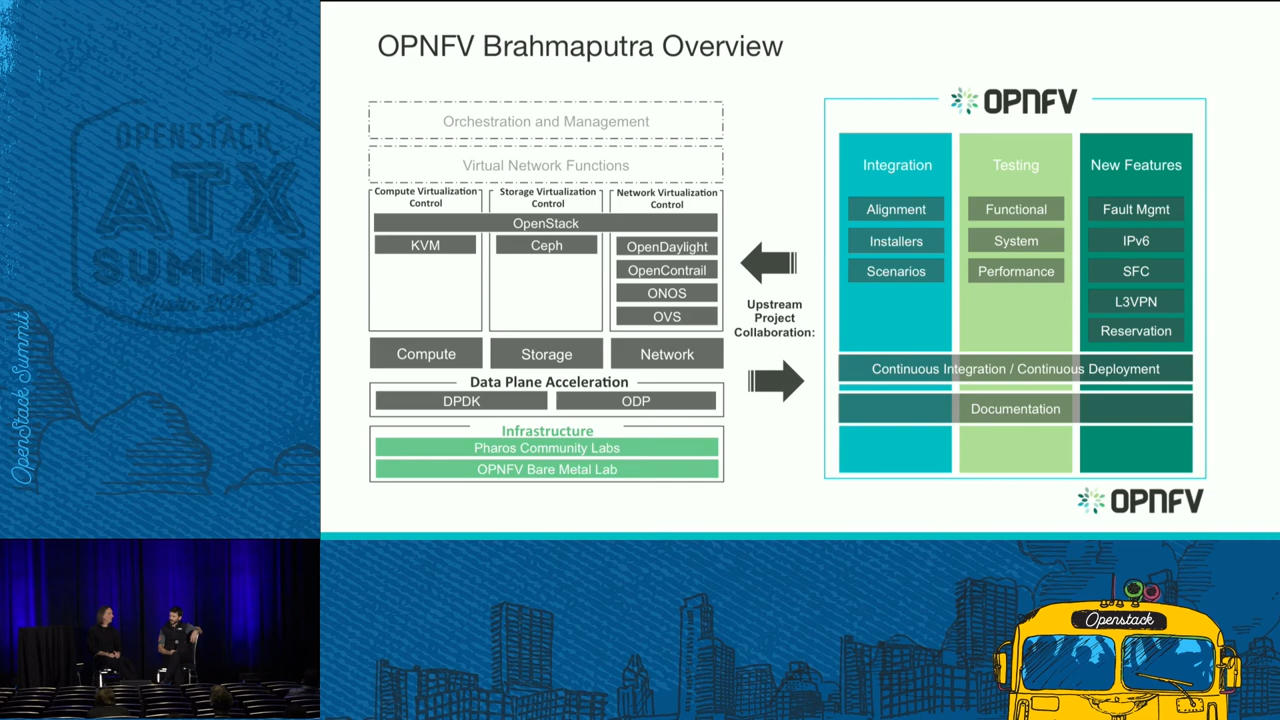 OPNFV Brahmaputra Overview
Orchestration and Management
Virtual Network Functions
Compute Virtualization
Control
Storage Virtualization
Control
Network Virtualization
Control
OpenStack
KVM
Ceph
OpenDaylight
OpenContrail
ONOS
OVS
Compute
Storage
Network
Data Plane Acceleration
DPDK
ODP
Infrastructure
Pharos Community Labs
OPNFV Bare Metal Lab
Upstream
Project
Collaboration:
OPNFV
Integration
Alignment
Installers
Scenarios
Testing
Functional
System
Performance
New Features
Fault Mgmt
IPv6
SFC
L3VPN
Reservation
Continuous Integration / Continuous Deployment
Documentation
OPNFV
OPENSTACK
ATX
SUMMIT
OpenStack Summit
Openstack